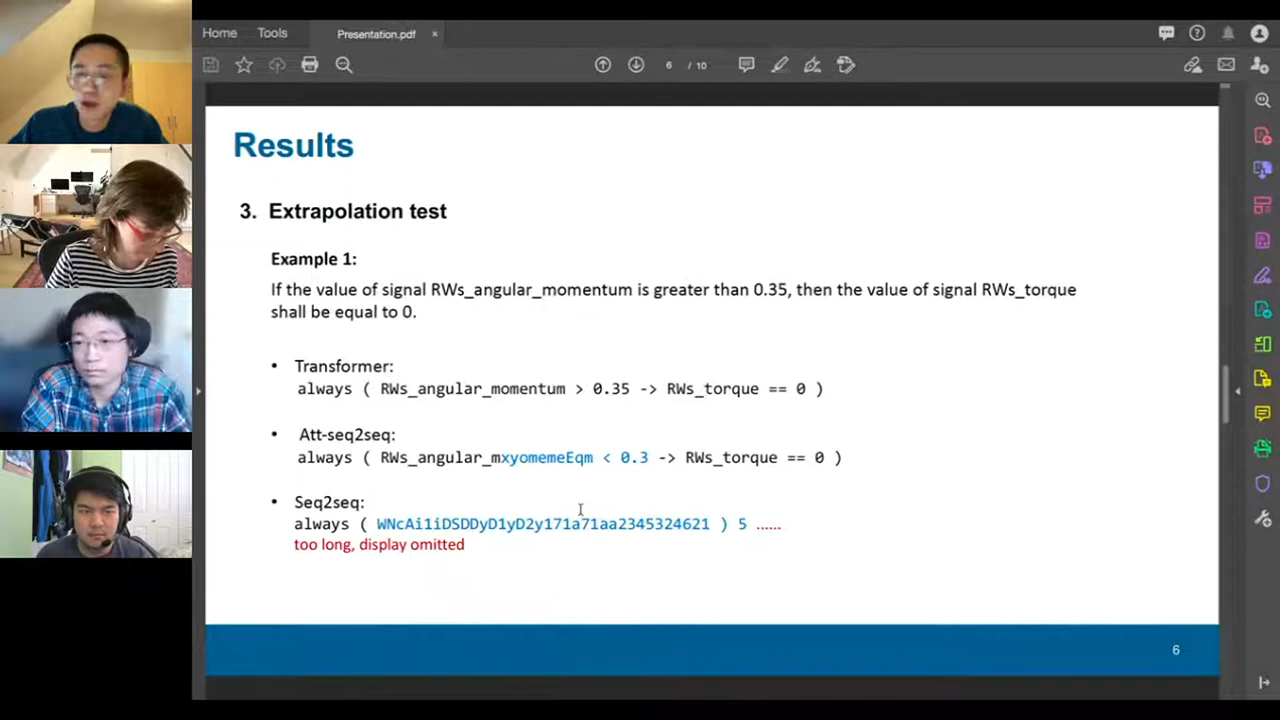 Home Tools Presentation.pdf ×
6 / 10
Results
3. Extrapolation test
Example 1:
If the value of signal RWs_angular_momentum is greater than 0.35, then the value of signal RWs_torque
shall be equal to 0.
• Transformer:
always ( RWs_angular_momentum > 0.35 -> RWs_torque == 0 )
• Att-seq2seq:
always ( RWs_angular_mxyomemeEqm < 0.3 -> RWs_torque == 0 )
• Seq2seq:
always ( WNcAi1iDSDDyD1yD2y171a71aa2345324621 ) 5 ......
too long, display omitted
6